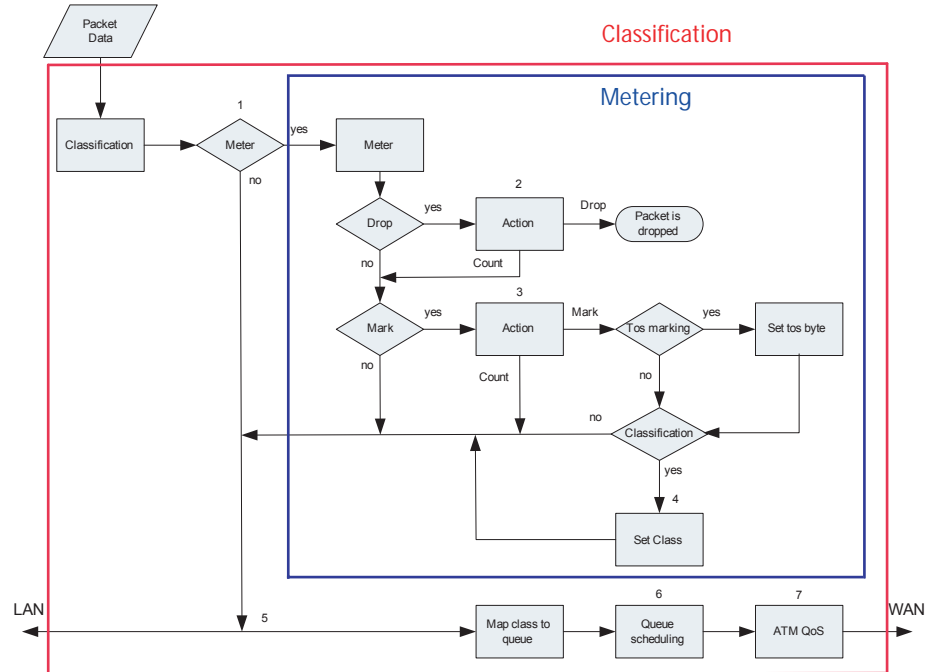 Packet
Data
Classification
Metering
1
Classification
Meter
yes
Meter
no
2
Drop
yes
Action
Drop
Packet is
dropped
no
Count
3
Mark
yes
Action
Mark
Tos marking
yes
Set tos byte
no
Count
no
no
Classification
yes
4
Set Class
LAN
5
6
7
WAN
Map class to
queue
Queue
scheduling
ATM QoS